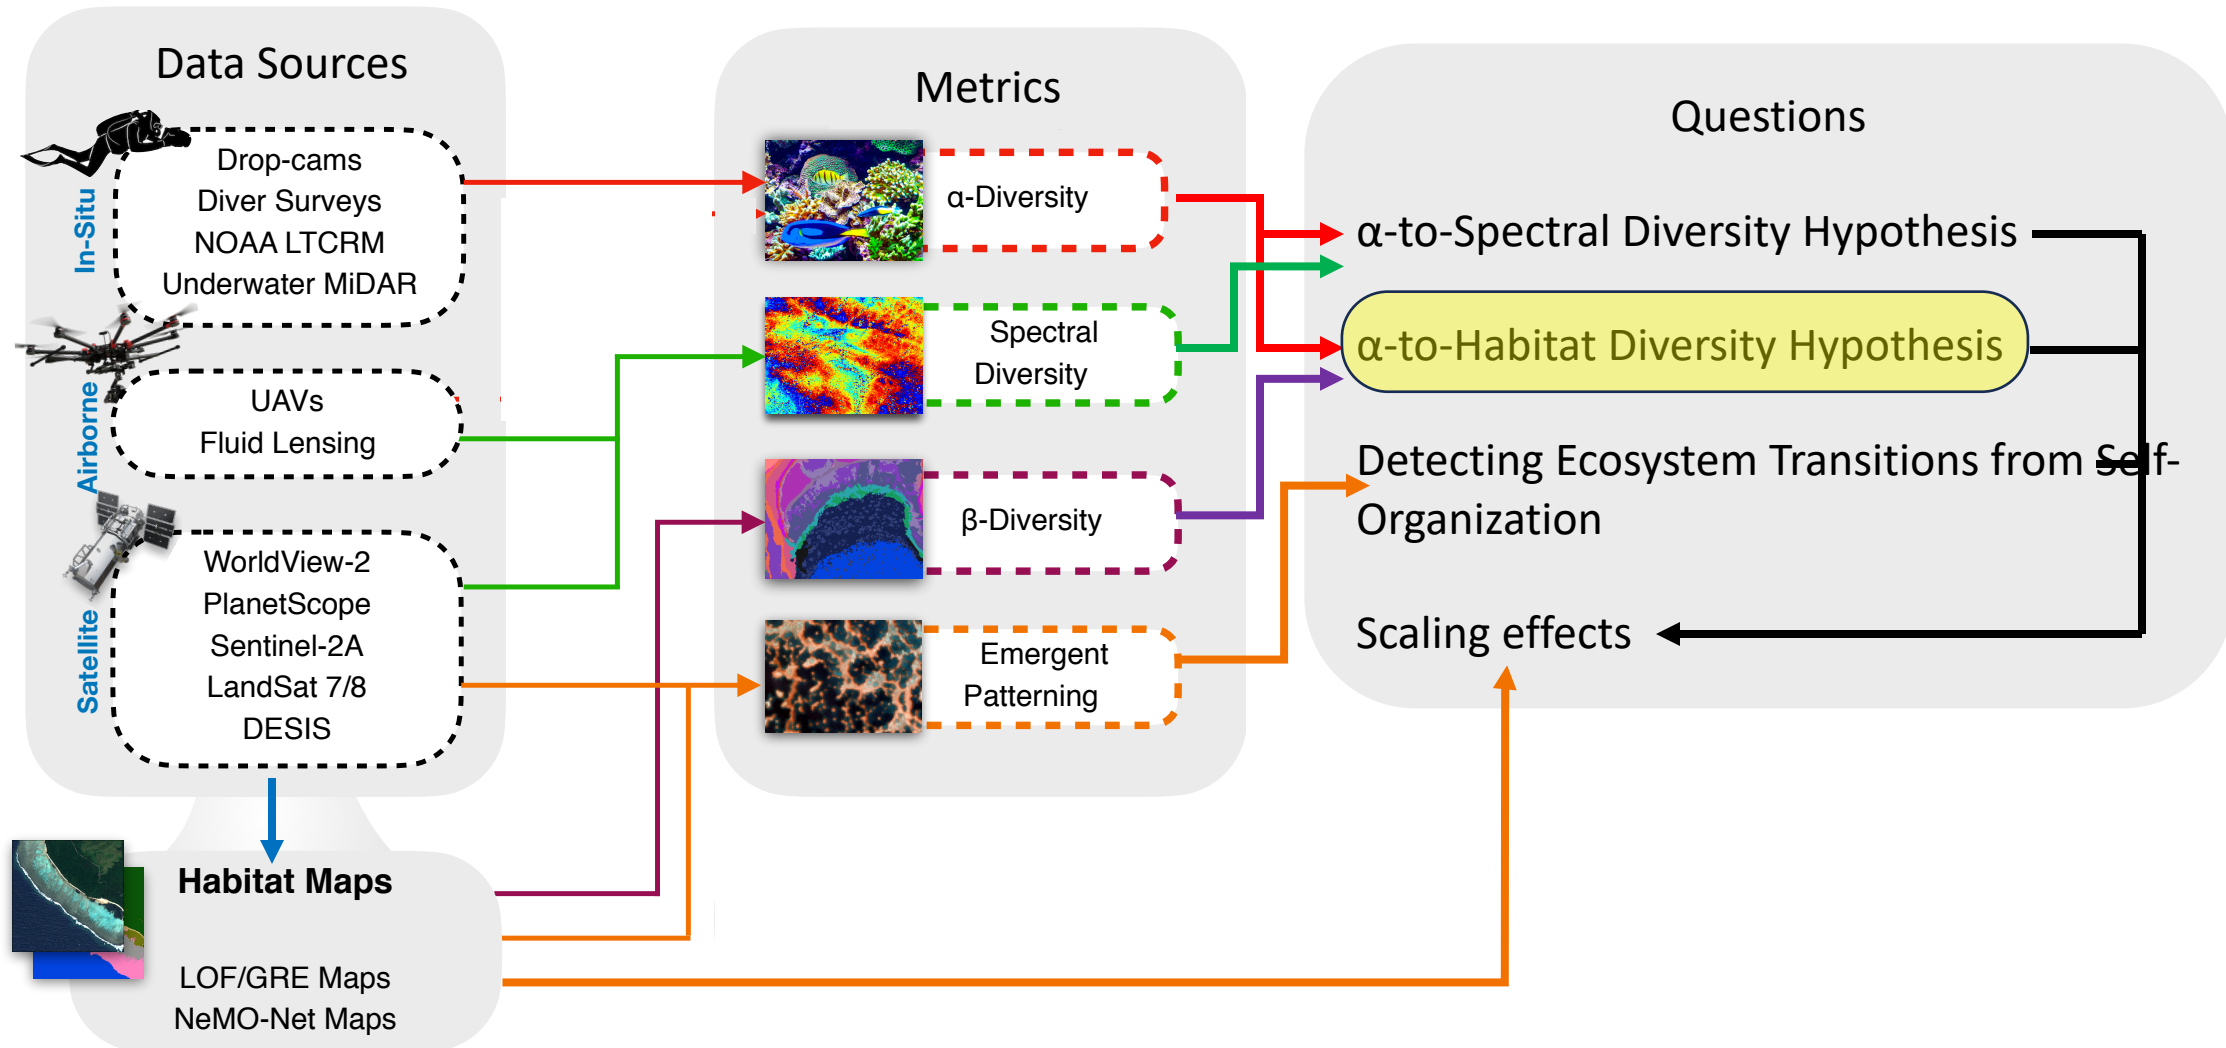 Data Sources
In-Situ
Drop-cams
Diver Surveys
NOAA LTCRM
Underwater MiDAR
Airborne
UAVs
Fluid Lensing
Satellite
WorldView-2
PlanetScope
Sentinel-2A
LandSat 7/8
DESIS
Habitat Maps
LOF/GRE Maps
NeMO-Net Maps
Metrics
α-Diversity
Spectral
Diversity
β-Diversity
Emergent
Patterning
Questions
α-to-Spectral Diversity Hypothesis
α-to-Habitat Diversity Hypothesis
Detecting Ecosystem Transitions from Self-
Organization
Scaling effects